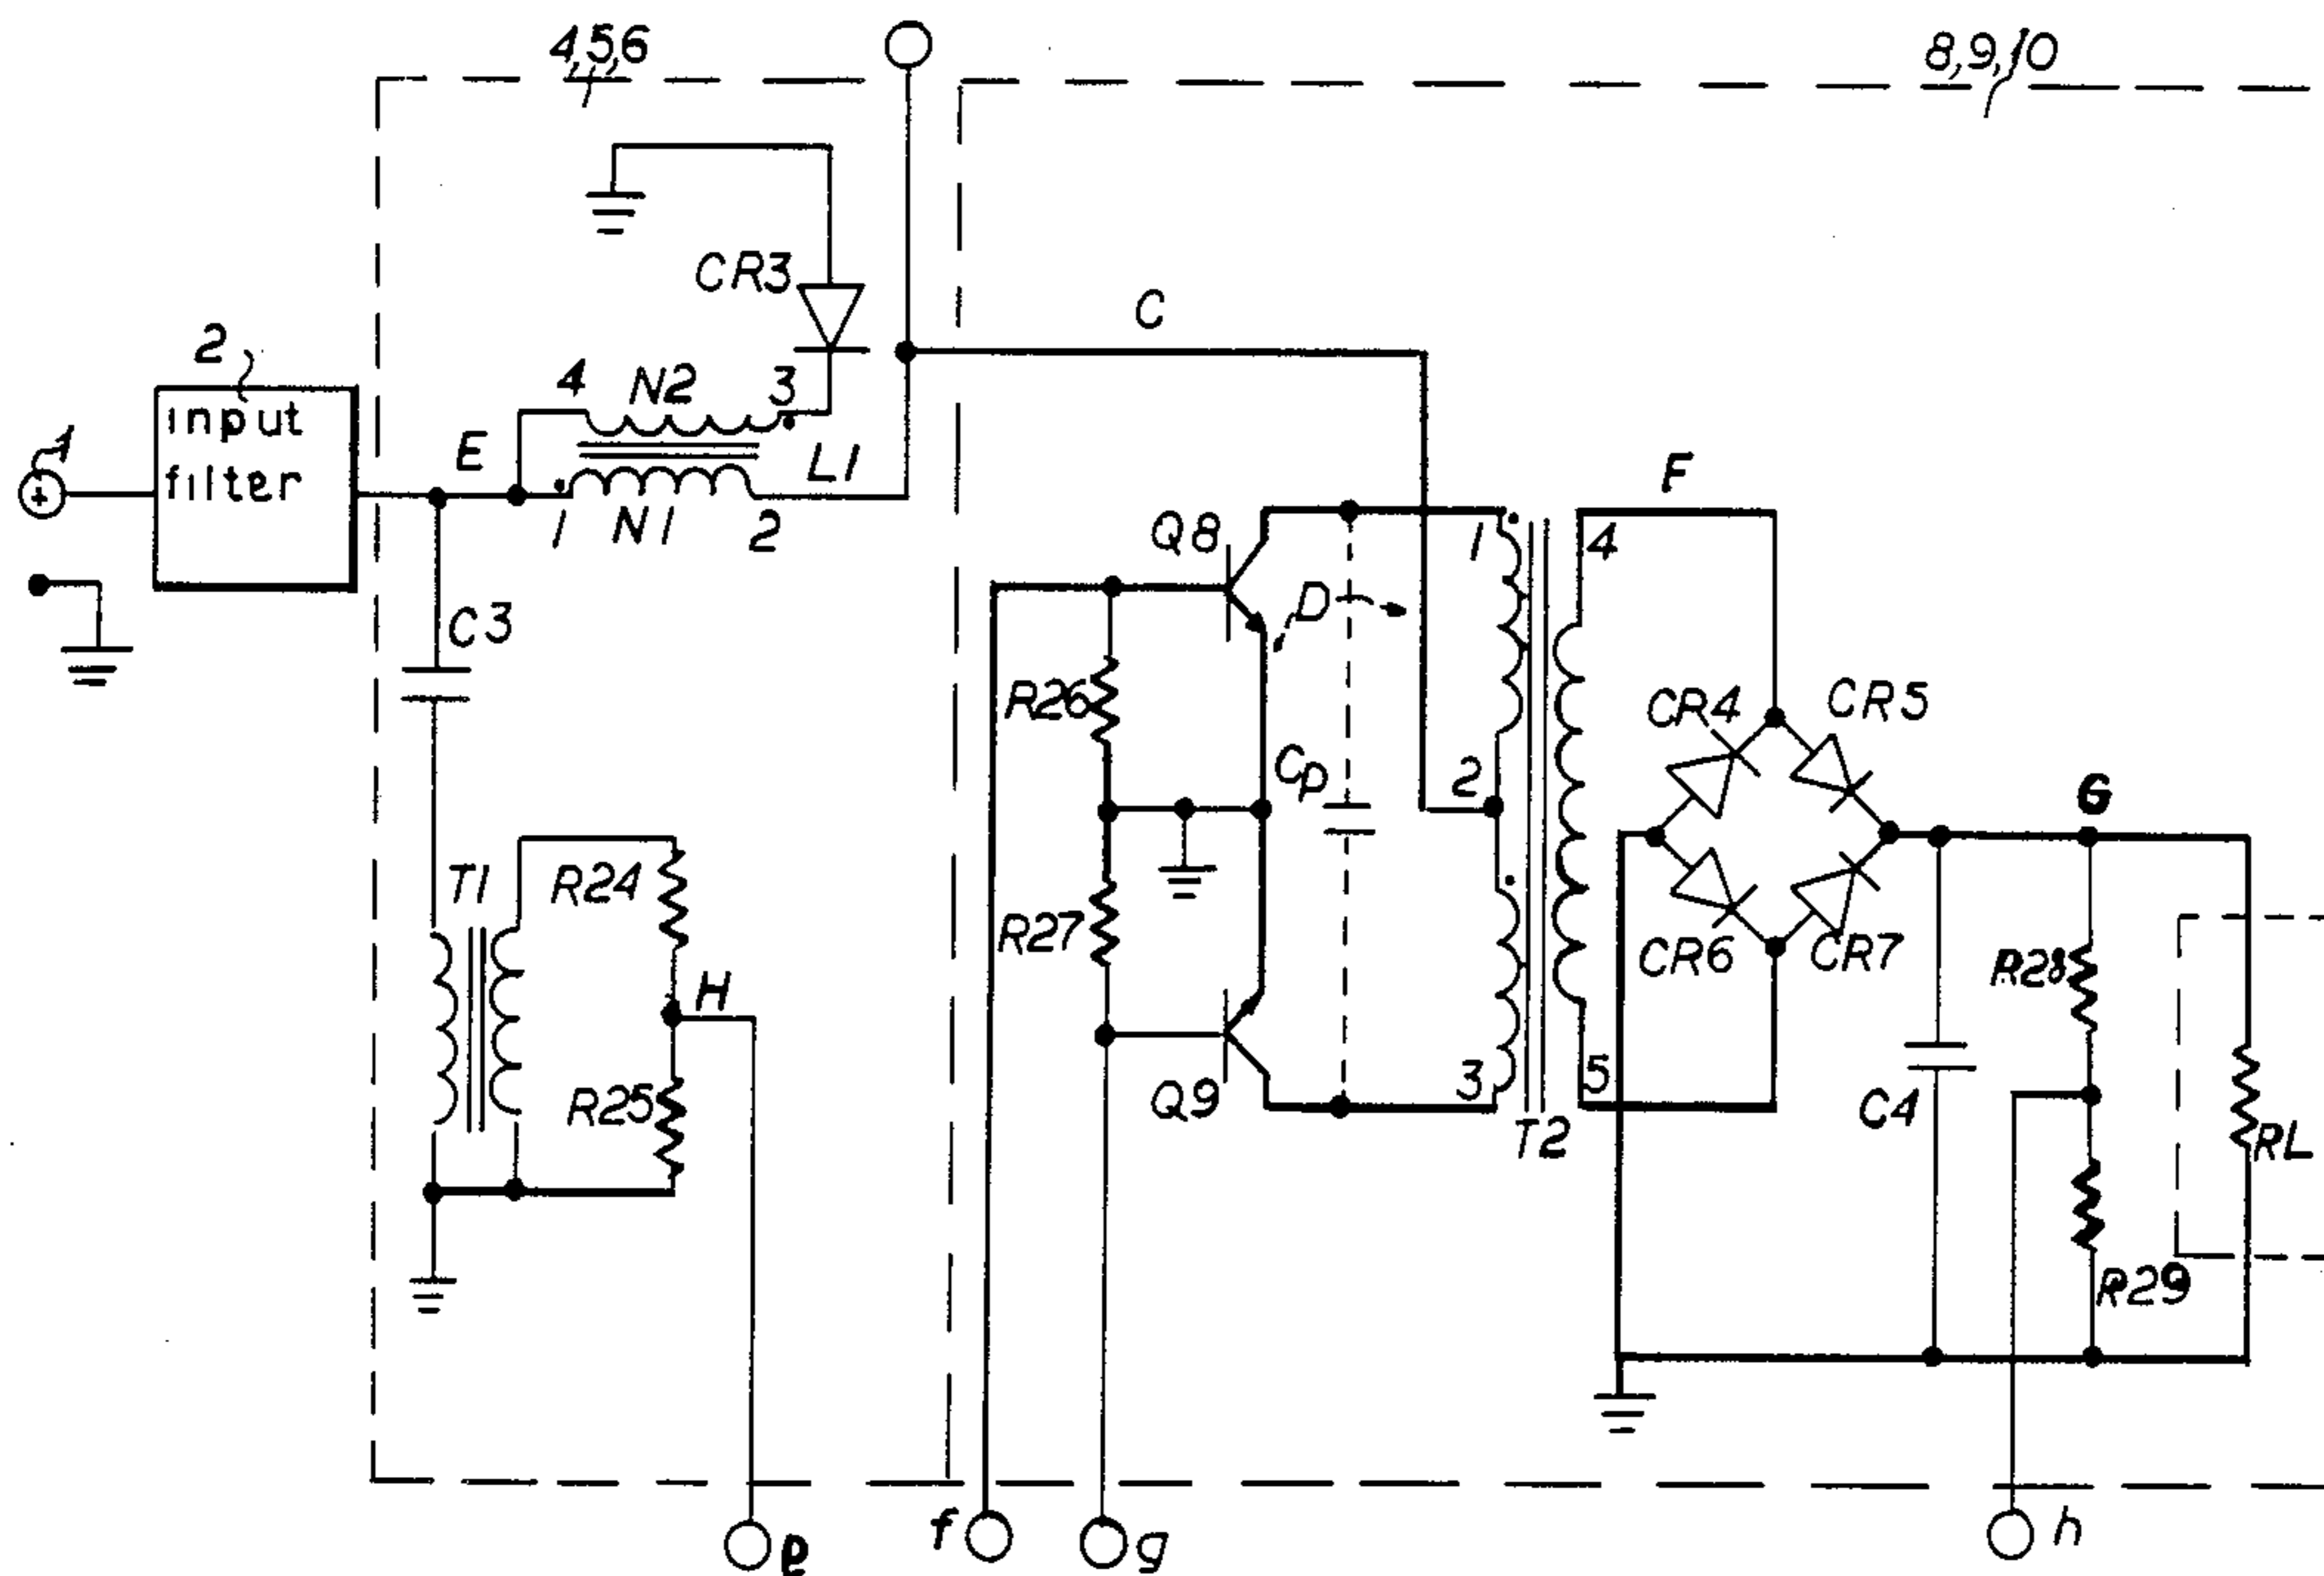 4,5,6
8,9,10
CR3
C
2
input
filter
1
+
4
N2
3
E
L1
1
N1
2
F
Q8
1
4
D
C3
R26
CR4
CR5
Cp
2
G
T1
R24
R27
CR6
CR7
R28
H
R25
Q9
3
5
T2
C4
RL
R29
e
f
g
h